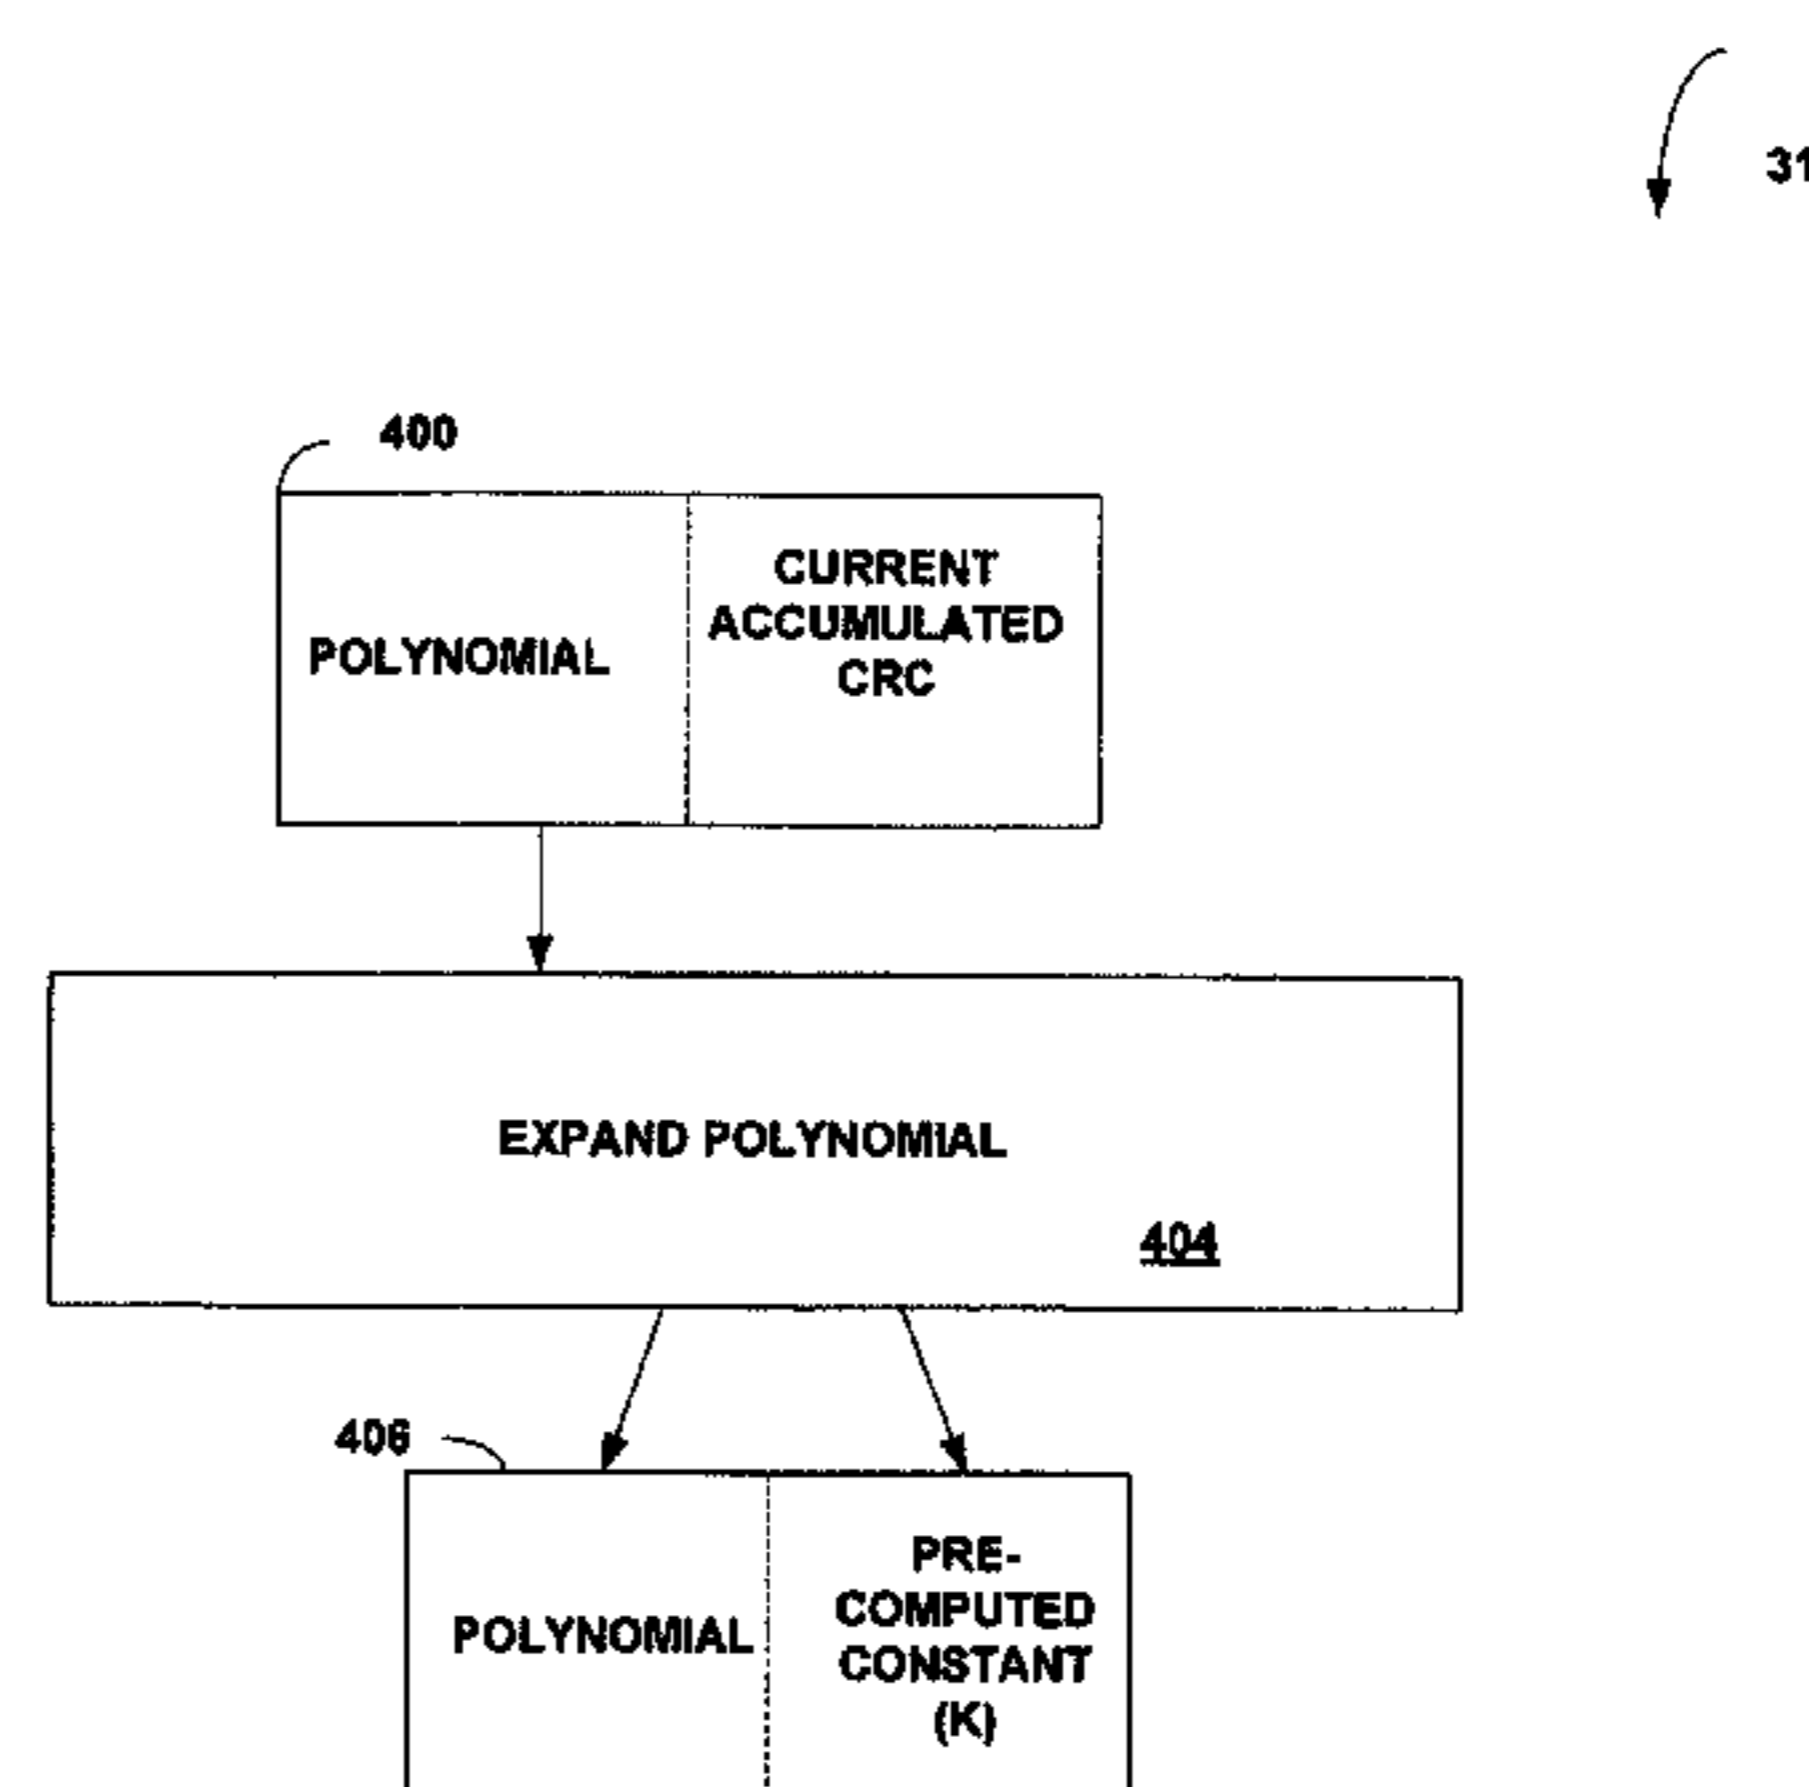 31
400
POLYNOMIAL
CURRENT
ACCUMULATED
CRC
EXPAND POLYNOMIAL
404
406
POLYNOMIAL
PRE-
COMPUTED
CONSTANT
(K)